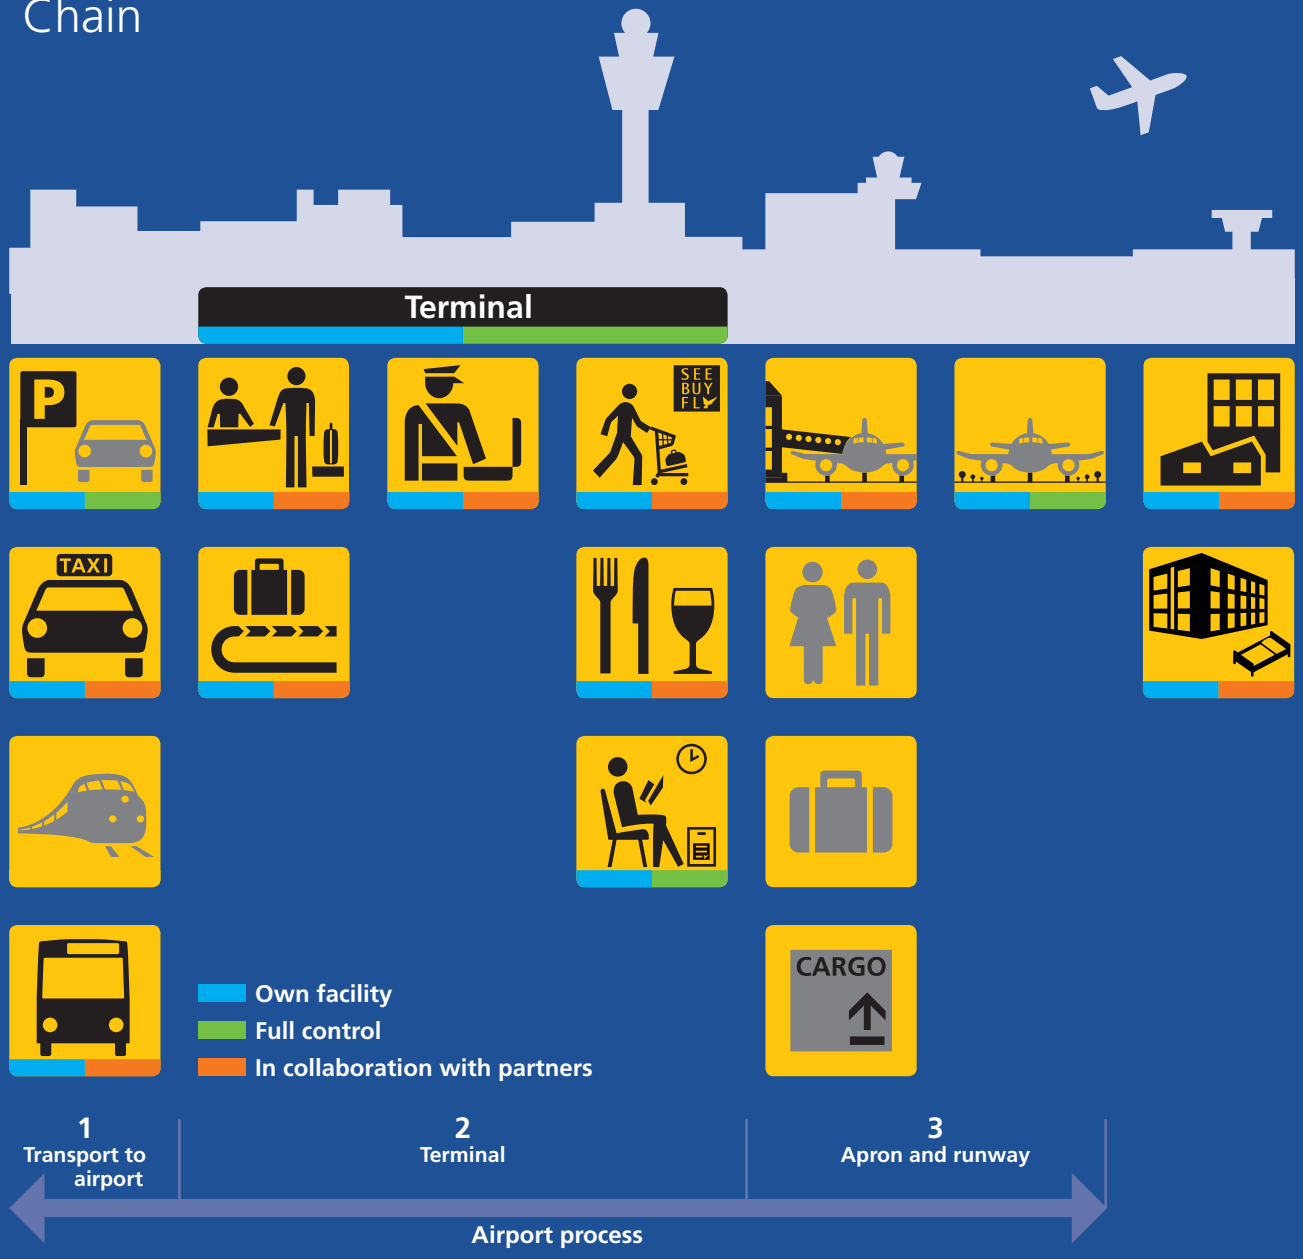 Chain
Terminal
P
SEE
BUY
FLY
TAXI
CARGO
Own facility
Full control
In collaboration with partners
1
Transport to
airport
2
Terminal
3
Apron and runway
Airport process